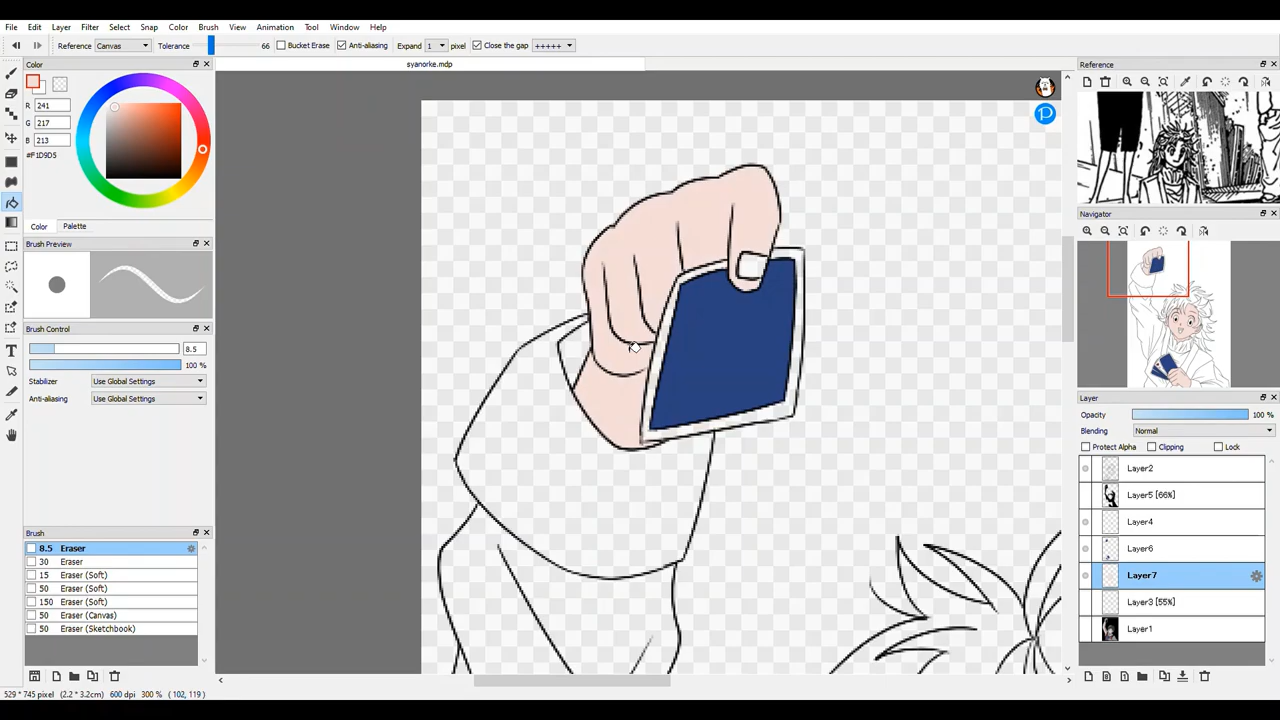 File Edit Layer Filter Select Snap Color Brush View Animation Tool Window Help
Reference Canvas Tolerance 66 Bucket Erase Anti-aliasing Expand 1 pixel Close the gap +++++
syanorke.mdp
Color
R 241
G 217
B 213
#F1D9D5
Color Palette
Brush Preview
Brush Control
8.5
100 %
Stabilizer Use Global Settings
Anti-aliasing Use Global Settings
Brush
8.5 Eraser
30 Eraser
15 Eraser (Soft)
50 Eraser (Soft)
150 Eraser (Soft)
50 Eraser (Canvas)
50 Eraser (Sketchbook)
529 * 745 pixel (2.2 * 3.2cm) 600 dpi 300 % ( 102, 119 )
Reference
Navigator
Layer
Opacity 100 %
Blending Normal
Protect Alpha Clipping Lock
Layer2
Layer5 [66%]
Layer4
Layer6
Layer7
Layer3 [55%]
Layer1